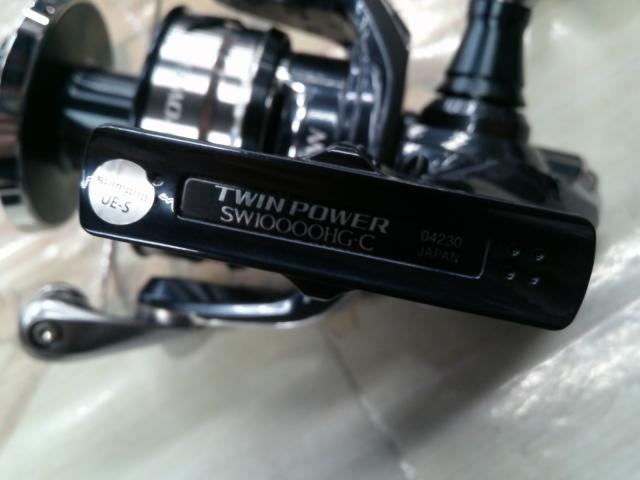 SHIMANO
UE-S
TWIN POWER
SW10000HG-C
04230
JAPAN